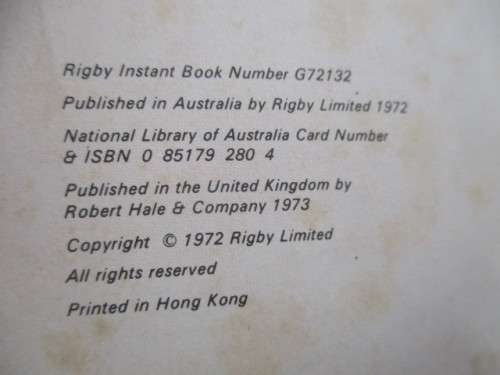 Rigby Instant Book Number G72132
Published in Australia by Rigby Limited 1972
National Library of Australia Card Number
& ISBN 0 85179 280 4
Published in the United Kingdom by
Robert Hale & Company 1973
Copyright © 1972 Rigby Limited
All rights reserved
Printed in Hong Kong